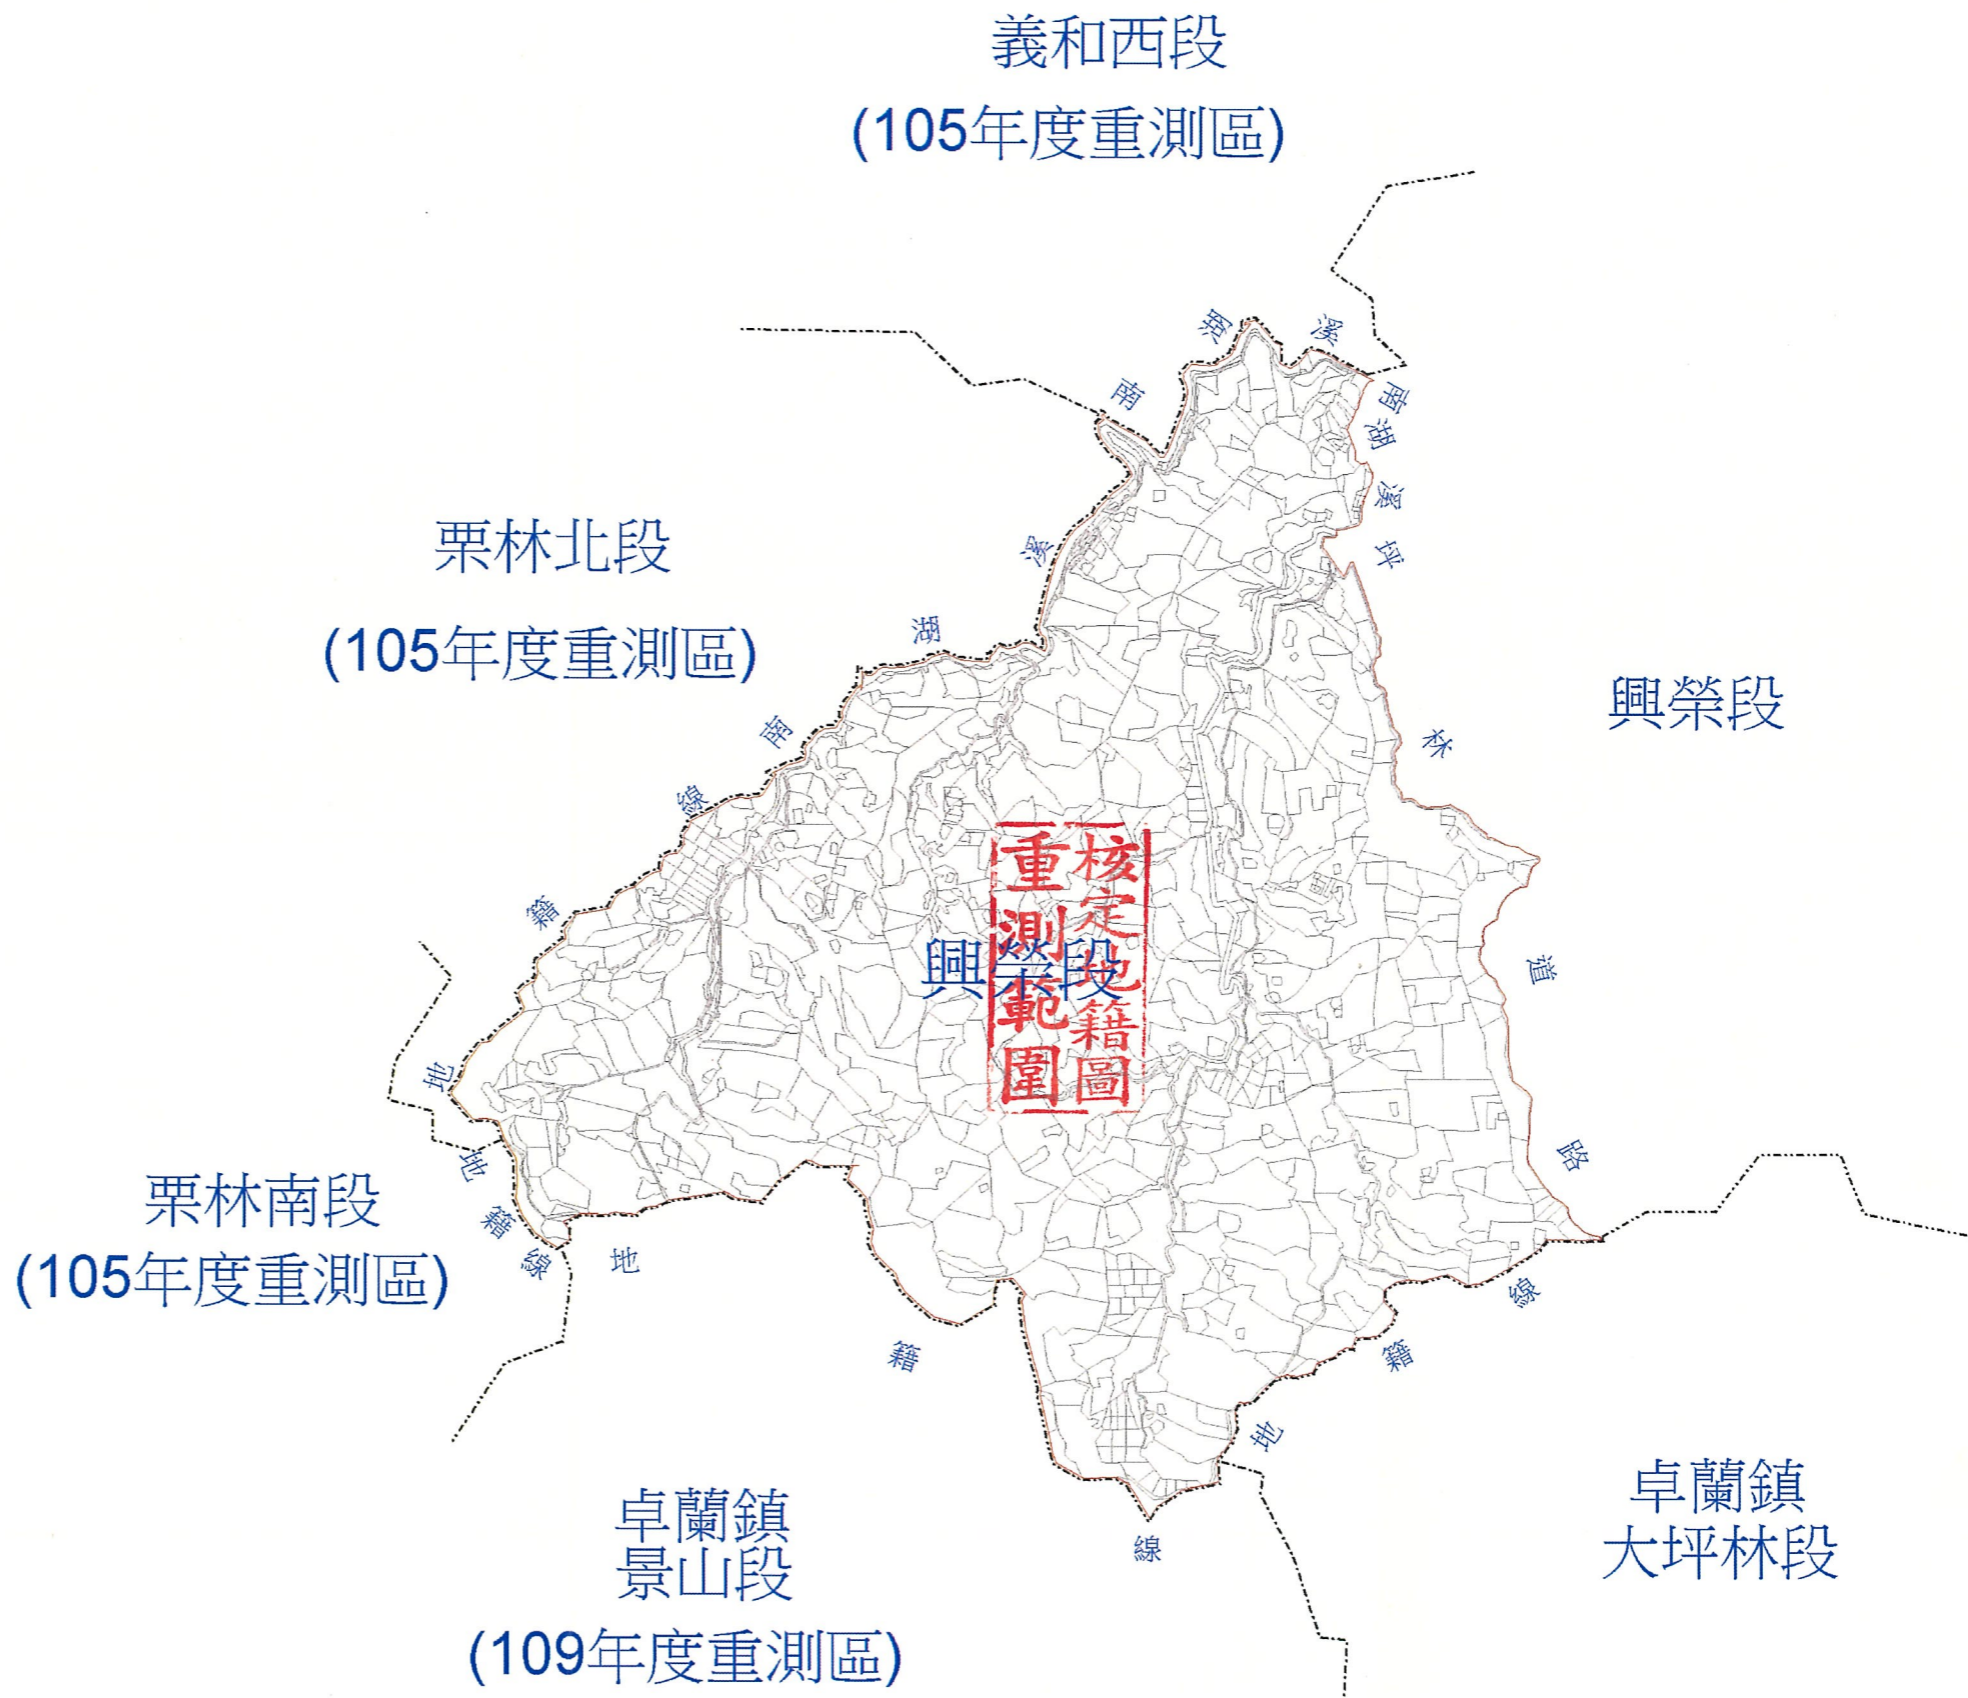 義和西段
(105年度重測區)
南湖溪
南湖溪
坪林道路
栗林北段
(105年度重測區)
南湖溪
地籍線
興榮段
核定地籍圖
重測範圍
興榮段
地籍線
栗林南段
(105年度重測區)
地籍線
地籍線
卓蘭鎮
景山段
(109年度重測區)
卓蘭鎮
大坪林段